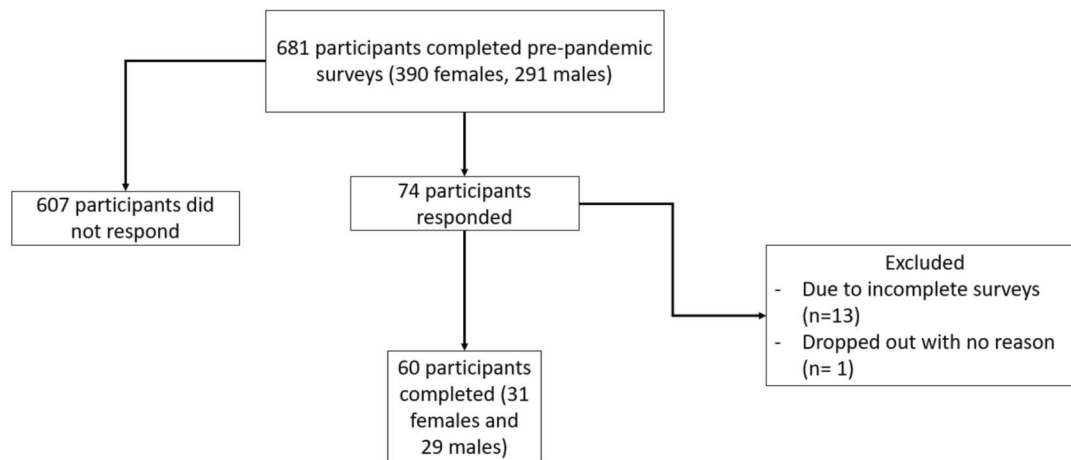 681 participants completed pre-pandemic
surveys (390 females, 291 males)
607 participants did
not respond
74 participants
responded
Excluded
- Due to incomplete surveys
(n=13)
- Dropped out with no reason
(n= 1)
60 participants
completed (31
females and
29 males)